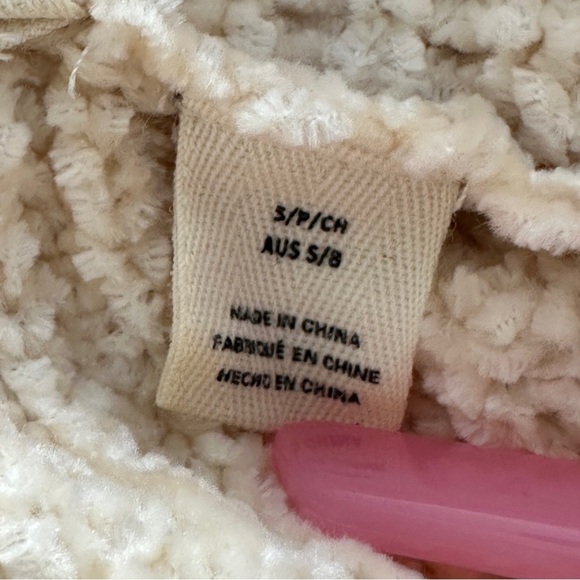 S/P/CH
AUS S/8
MADE IN CHINA
FABRIQUÉ EN CHINE
HECHO EN CHINA